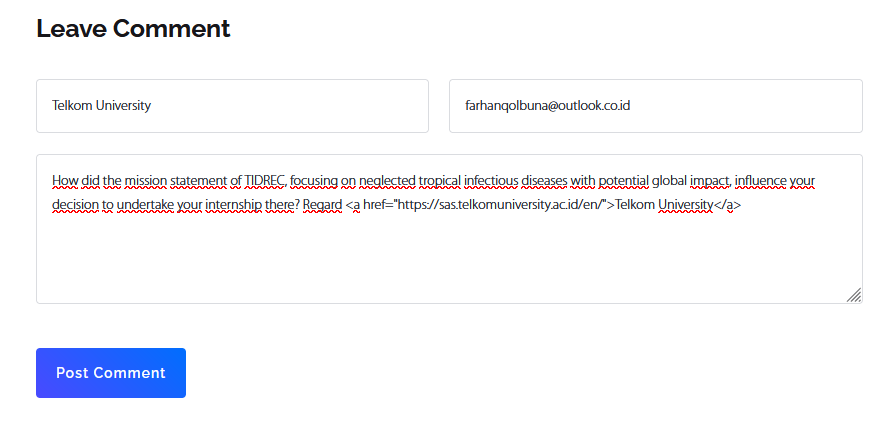 Leave Comment
Telkom University
farhanqolbuna@outlook.co.id
How did the mission statement of TIDREC, focusing on neglected tropical infectious diseases with potential global impact, influence your
decision to undertake your internship there? Regard <a href="https://sas.telkomuniversity.ac.id/en/">Telkom University</a>
Post Comment